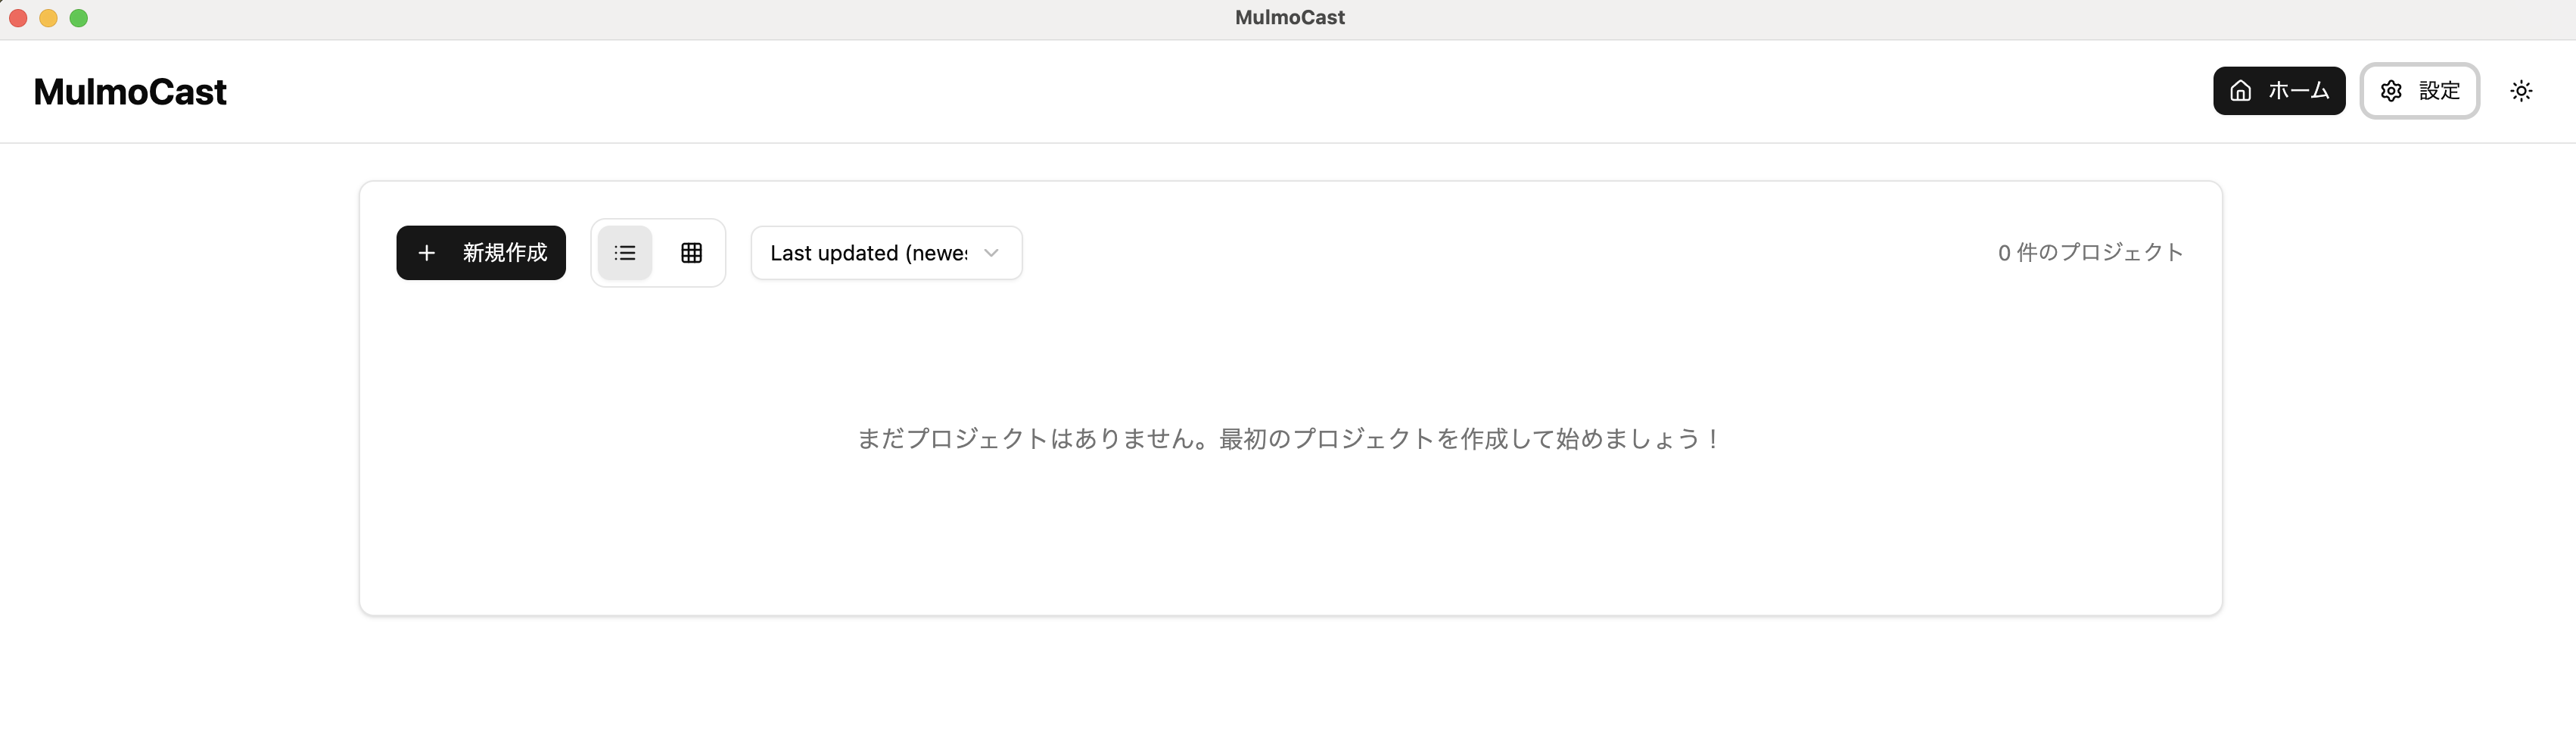 MulmoCast
MulmoCast
ホーム
設定
新規作成
Last updated (newes
0 件のプロジェクト
まだプロジェクトはありません。最初のプロジェクトを作成して始めましょう！